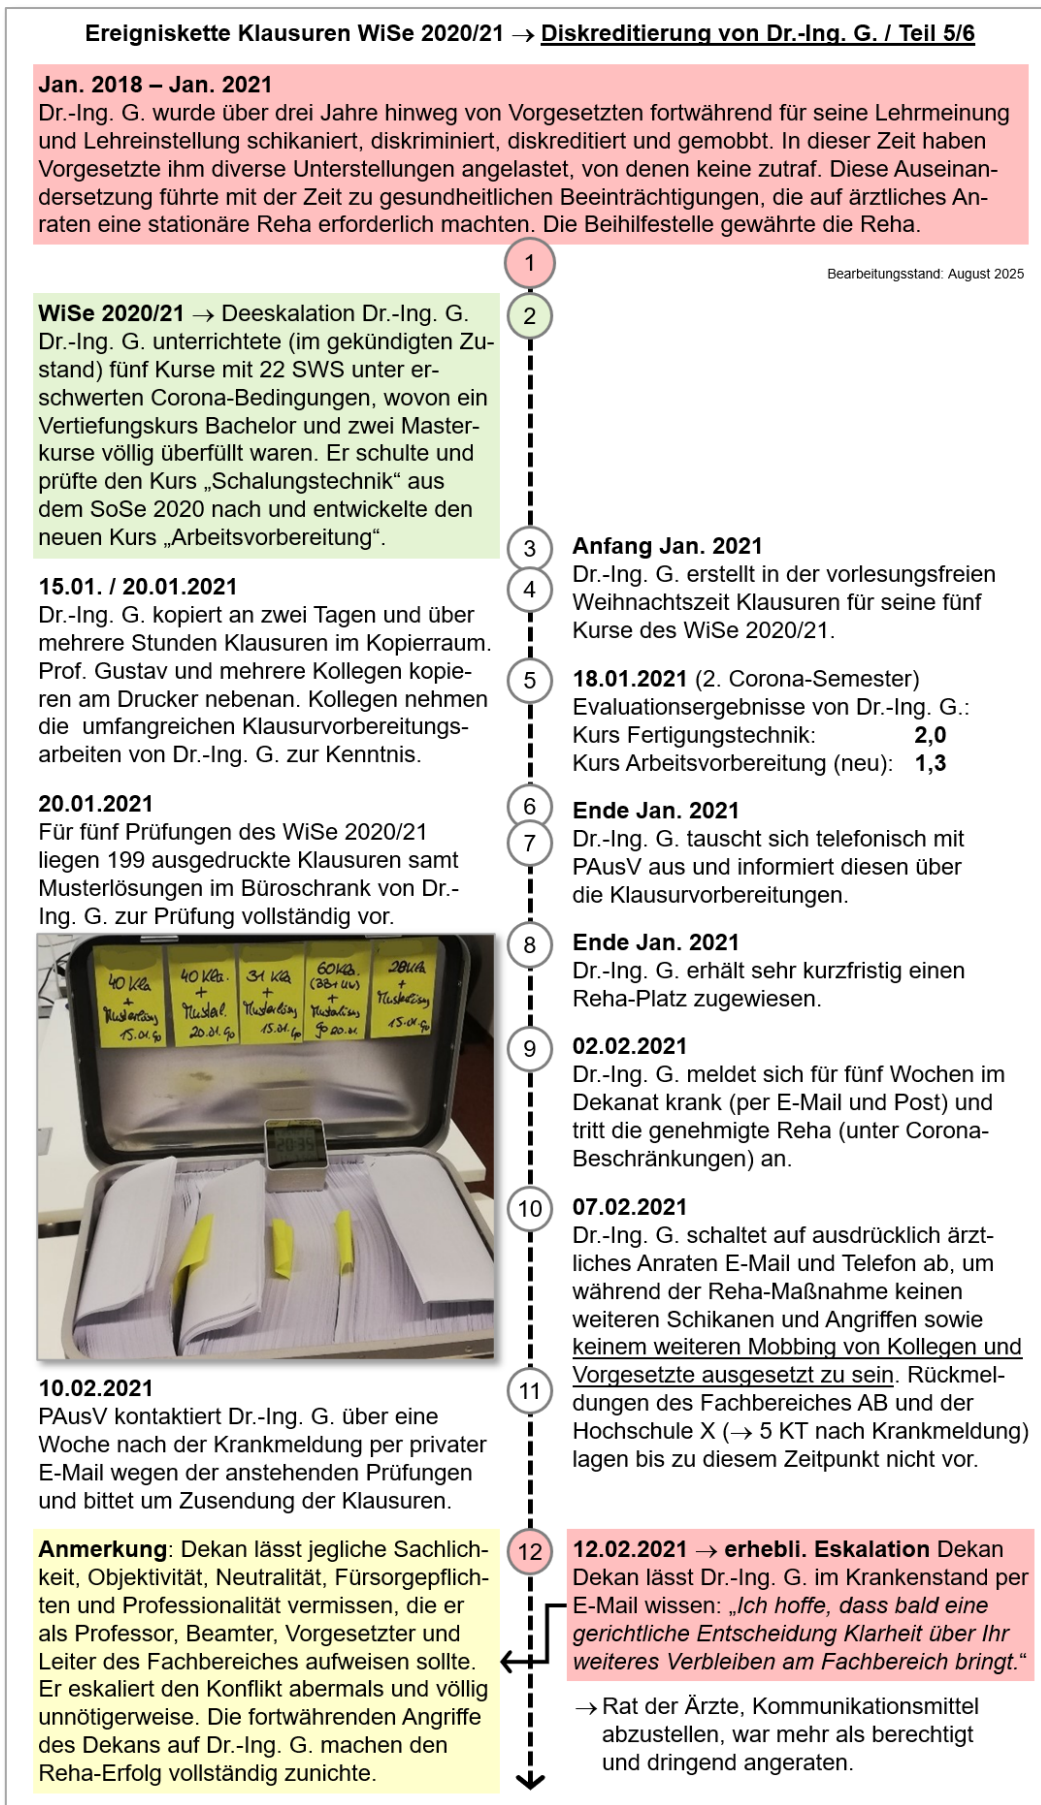 Ereigniskette Klausuren WiSe 2020/21 → Diskreditierung von Dr.-Ing. G. / Teil 5/6
Jan. 2018 – Jan. 2021
Dr.-Ing. G. wurde über drei Jahre hinweg von Vorgesetzten fortwährend für seine Lehrmeinung
und Lehreinstellung schikaniert, diskriminiert, diskreditiert und gemobbt. In dieser Zeit haben
Vorgesetzte ihm diverse Unterstellungen angelastet, von denen keine zutraf. Diese Auseinan-
dersetzung führte mit der Zeit zu gesundheitlichen Beeinträchtigungen, die auf ärztliches An-
raten eine stationäre Reha erforderlich machten. Die Beihilfestelle gewährte die Reha.
1
Bearbeitungsstand: August 2025
2
WiSe 2020/21 → Deeskalation Dr.-Ing. G.
Dr.-Ing. G. unterrichtete (im gekündigten Zu-
stand) fünf Kurse mit 22 SWS unter er-
schwerten Corona-Bedingungen, wovon ein
Vertiefungskurs Bachelor und zwei Master-
kurse völlig überfüllt waren. Er schulte und
prüfte den Kurs „Schalungstechnik“ aus
dem SoSe 2020 nach und entwickelte den
neuen Kurs „Arbeitsvorbereitung“.
3
Anfang Jan. 2021
Dr.-Ing. G. erstellt in der vorlesungsfreien
Weihnachtszeit Klausuren für seine fünf
Kurse des WiSe 2020/21.
4
15.01. / 20.01.2021
Dr.-Ing. G. kopiert an zwei Tagen und über
mehrere Stunden Klausuren im Kopierraum.
Prof. Gustav und mehrere Kollegen kopie-
ren am Drucker nebenan. Kollegen nehmen
die umfangreichen Klausurvorbereitungs-
arbeiten von Dr.-Ing. G. zur Kenntnis.
5
18.01.2021 (2. Corona-Semester)
Evaluationsergebnisse von Dr.-Ing. G.:
Kurs Fertigungstechnik: 2,0
Kurs Arbeitsvorbereitung (neu): 1,3
6
20.01.2021
Für fünf Prüfungen des WiSe 2020/21
liegen 199 ausgedruckte Klausuren samt
Musterlösungen im Büroschrank von Dr.-
Ing. G. zur Prüfung vollständig vor.
40 Kla
+
Musterlösg
15.01. Go
40 Kla.
+
Musterl.
20.01. Go
31 Kla
+
Musterlösg
15.01. Go
60 Kla.
+
Musterlösg
Go 20.01.
28 Kla
+
Musterlösg
15.01. Go
20:35
7
Ende Jan. 2021
Dr.-Ing. G. tauscht sich telefonisch mit
PAusV aus und informiert diesen über
die Klausurvorbereitungen.
8
Ende Jan. 2021
Dr.-Ing. G. erhält sehr kurzfristig einen
Reha-Platz zugewiesen.
9
02.02.2021
Dr.-Ing. G. meldet sich für fünf Wochen im
Dekanat krank (per E-Mail und Post) und
tritt die genehmigte Reha (unter Corona-
Beschränkungen) an.
10
07.02.2021
Dr.-Ing. G. schaltet auf ausdrücklich ärzt-
liches Anraten E-Mail und Telefon ab, um
während der Reha-Maßnahme keinen
weiteren Schikanen und Angriffen sowie
keinem weiteren Mobbing von Kollegen und
Vorgesetzte ausgesetzt zu sein. Rückmel-
dungen des Fachbereiches AB und der
Hochschule X (→ 5 KT nach Krankmeldung)
lagen bis zu diesem Zeitpunkt nicht vor.
11
10.02.2021
PAusV kontaktiert Dr.-Ing. G. über eine
Woche nach der Krankmeldung per privater
E-Mail wegen der anstehenden Prüfungen
und bittet um Zusendung der Klausuren.
12
12.02.2021 → erhebli. Eskalation Dekan
Dekan lässt Dr.-Ing. G. im Krankenstand per
E-Mail wissen: „Ich hoffe, dass bald eine
gerichtliche Entscheidung Klarheit über Ihr
weiteres Verbleiben am Fachbereich bringt.“
→ Rat der Ärzte, Kommunikationsmittel
abzustellen, war mehr als berechtigt
und dringend angeraten.
Anmerkung: Dekan lässt jegliche Sachlich-
keit, Objektivität, Neutralität, Fürsorgepflich-
ten und Professionalität vermissen, die er
als Professor, Beamter, Vorgesetzter und
Leiter des Fachbereiches aufweisen sollte.
Er eskaliert den Konflikt abermals und völlig
unnötigerweise. Die fortwährenden Angriffe
des Dekans auf Dr.-Ing. G. machen den
Reha-Erfolg vollständig zunichte.